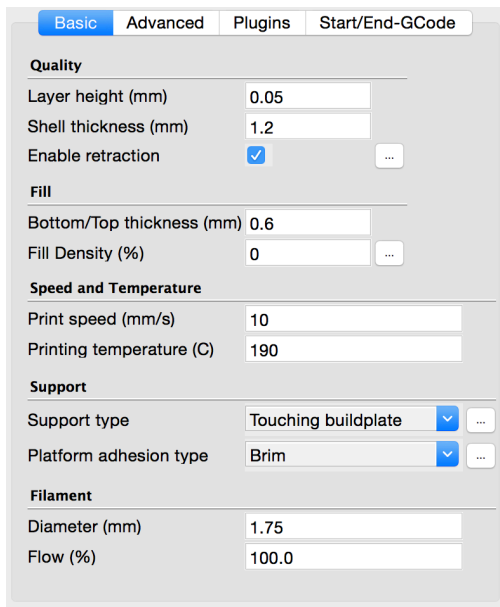 Basic Advanced Plugins Start/End-GCode
Quality
Layer height (mm) 0.05
Shell thickness (mm) 1.2
Enable retraction ...
Fill
Bottom/Top thickness (mm) 0.6
Fill Density (%) 0 ...
Speed and Temperature
Print speed (mm/s) 10
Printing temperature (C) 190
Support
Support type Touching buildplate ...
Platform adhesion type Brim ...
Filament
Diameter (mm) 1.75
Flow (%) 100.0